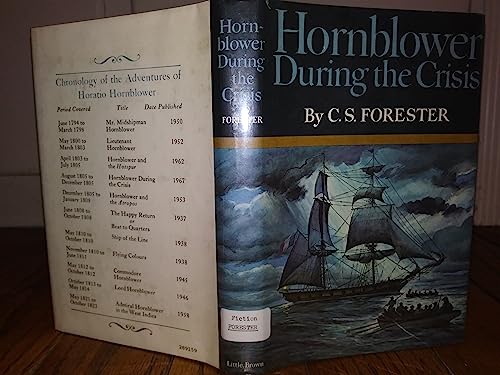 Chronology of the Adventures of
Horatio Hornblower
Period Covered Title Date Published
June 1794 to Mr. Midshipman 1950
March 1798 Hornblower
May 1800 to Lieutenant 1952
March 1803 Hornblower
April 1803 to Hornblower and 1962
July 1805 the Hotspur
August 1805 to Hornblower During 1967
December 1805 the Crisis
December 1805 to Hornblower and 1953
January 1809 the Atropos
June 1808 to The Happy Return 1937
October 1808 or
Beat to Quarters
May 1810 to Ship of the Line 1938
October 1810
November 1810 to Flying Colours 1938
June 1811
May 1812 to Commodore 1945
October 1812 Hornblower
October 1813 to Lord Hornblower 1946
May 1814
May 1821 to Admiral Hornblower 1958
October 1823 in the West Indies
269159
Horn-
blower
During
the
Crisis
FORESTER
Fiction
FORESTER
Little, Brown
Hornblower
During the Crisis
By C. S. FORESTER